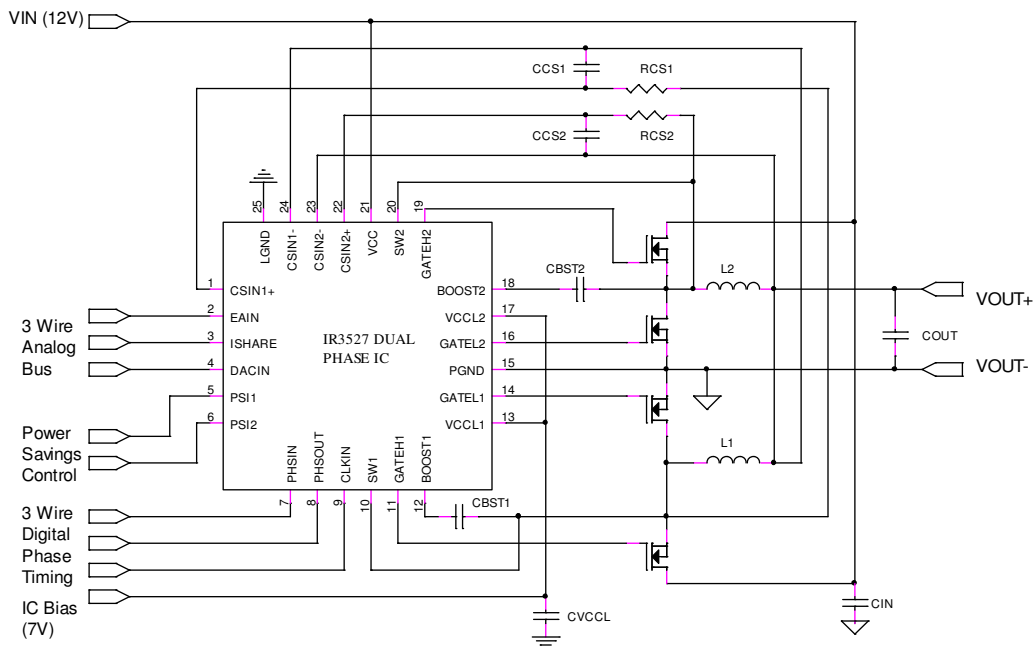 VIN (12V)
CCS1
RCS1
CCS2
RCS2
25
24
23
22
21
20
19
LGND
CSIN1-
CSIN2-
CSIN2+
VCC
SW2
GATEH2
1
CSIN1+
2
EAIN
3
ISHARE
4
DACIN
5
PSI1
6
PSI2
IR3527 DUAL
PHASE IC
BOOST2
18
VCCL2
17
GATEL2
16
PGND
15
GATEL1
14
VCCL1
13
PHSIN
PHSOUT
CLKIN
SW1
GATEH1
BOOST1
7
8
9
10
11
12
CBST2
L2
VOUT+
COUT
VOUT-
L1
CBST1
3 Wire
Analog
Bus
Power
Savings
Control
3 Wire
Digital
Phase
Timing
IC Bias
(7V)
CVCCL
CIN